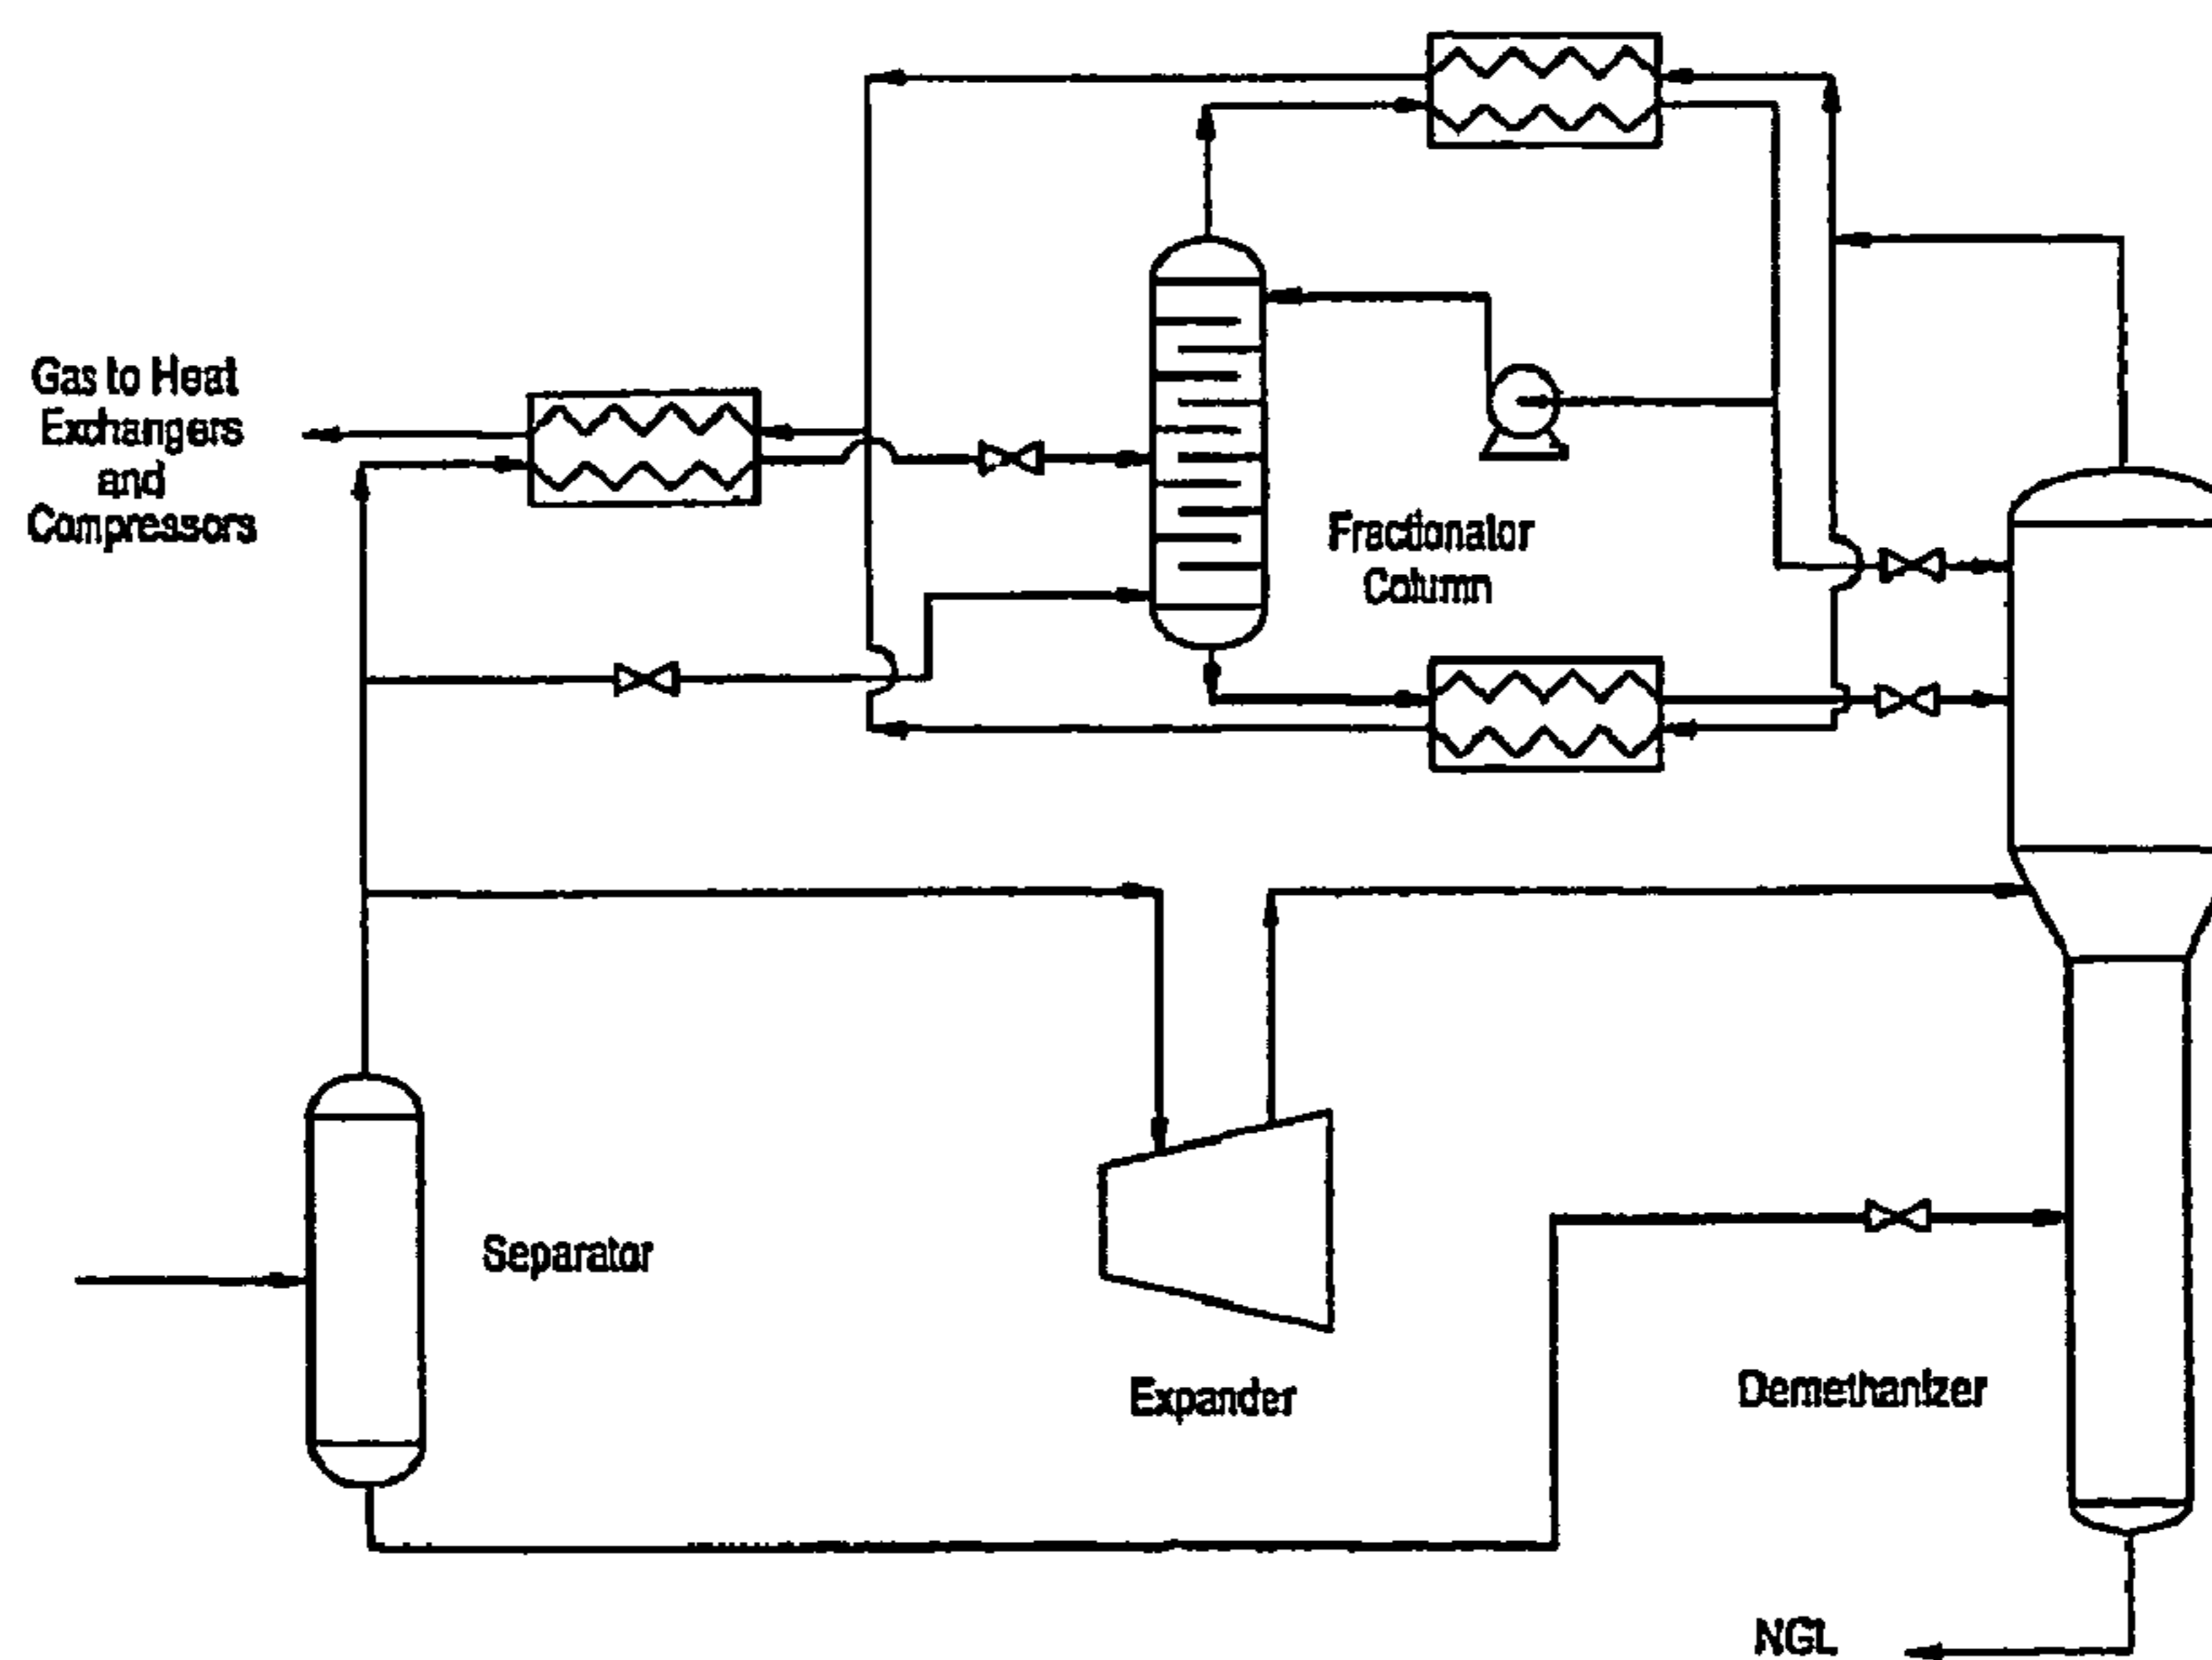 Gas to Heat
Exchangers
and
Compressors
Fractionator
Column
Separator
Expander
Demethanizer
NGL